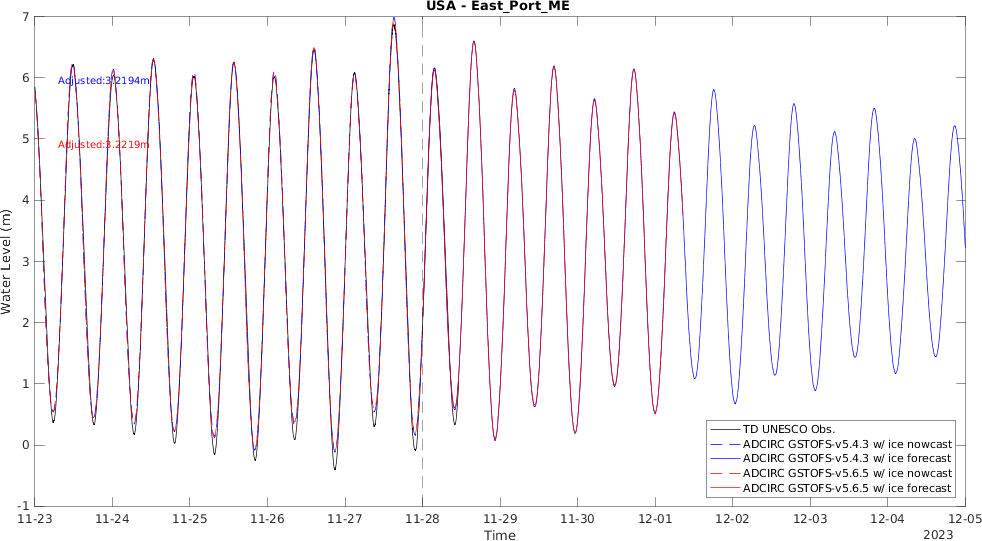 USA - East_Port_ME
7
6
5
4
3
2
1
0
-1
Water Level (m)
Adjusted:3.2194m
Adjusted:3.2219m
TD UNESCO Obs.
ADCIRC GSTOFS-v5.4.3 w/ ice nowcast
ADCIRC GSTOFS-v5.4.3 w/ ice forecast
ADCIRC GSTOFS-v5.6.5 w/ ice nowcast
ADCIRC GSTOFS-v5.6.5 w/ ice forecast
11-23 11-24 11-25 11-26 11-27 11-28 11-29 11-30 12-01 12-02 12-03 12-04 12-05
Time
2023